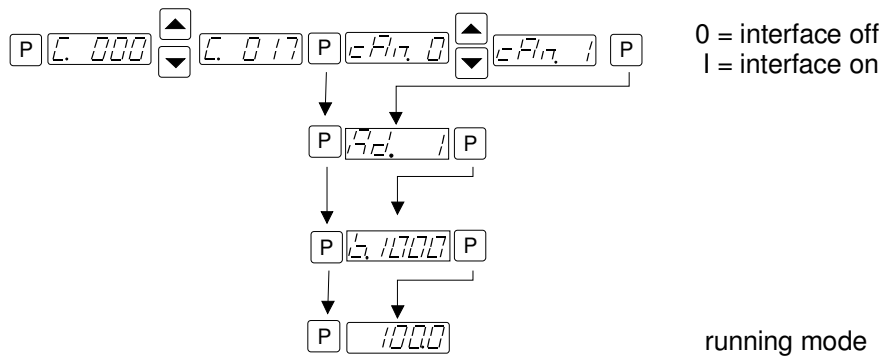 P C. 000 C. 017 P cAn. 0 cAn. 1 P
0 = interface off
I = interface on
P Ad. 1 P
P b.1000 P
P 100.0
running mode